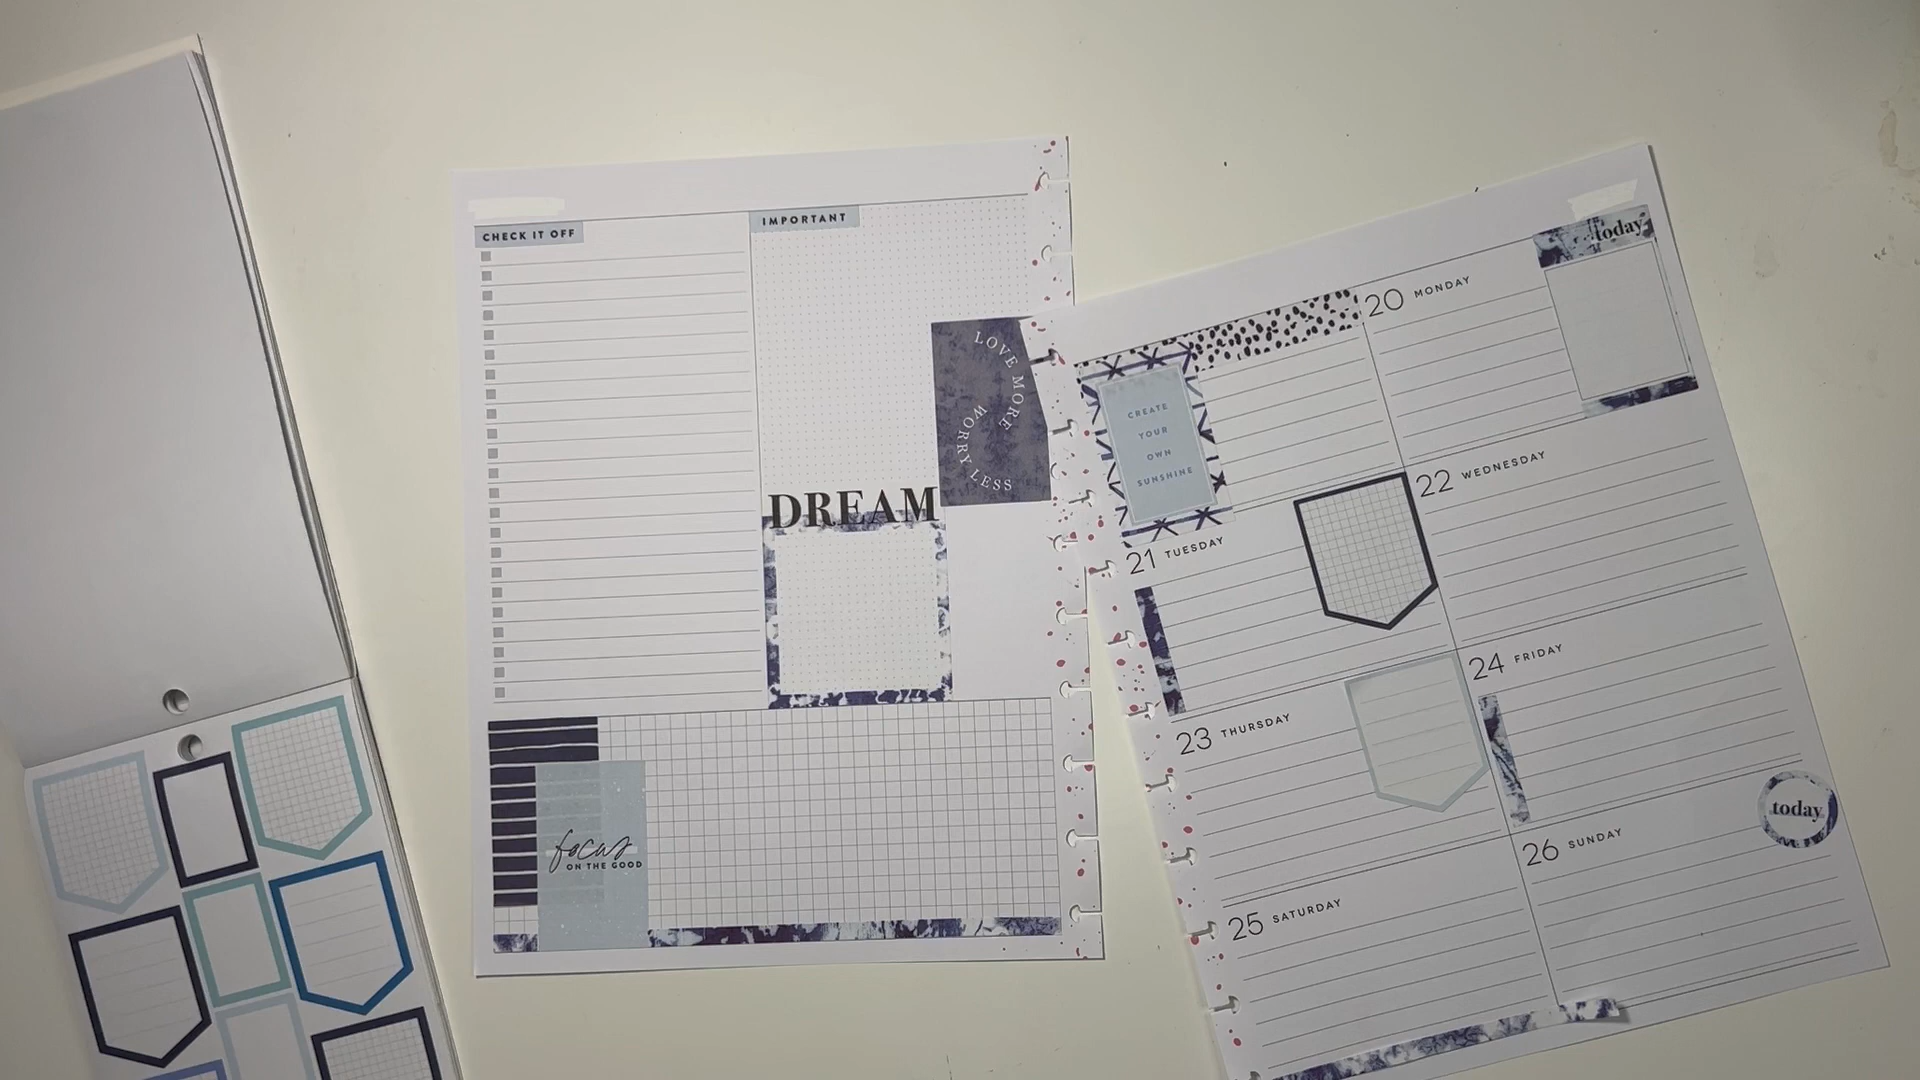 CHECK IT OFF
IMPORTANT
LOVE MORE
WORRY LESS
DREAM
focus
ON THE GOOD
today
20 MONDAY
CREATE
YOUR
OWN
SUNSHINE
21 TUESDAY
22 WEDNESDAY
23 THURSDAY
24 FRIDAY
today
25 SATURDAY
26 SUNDAY